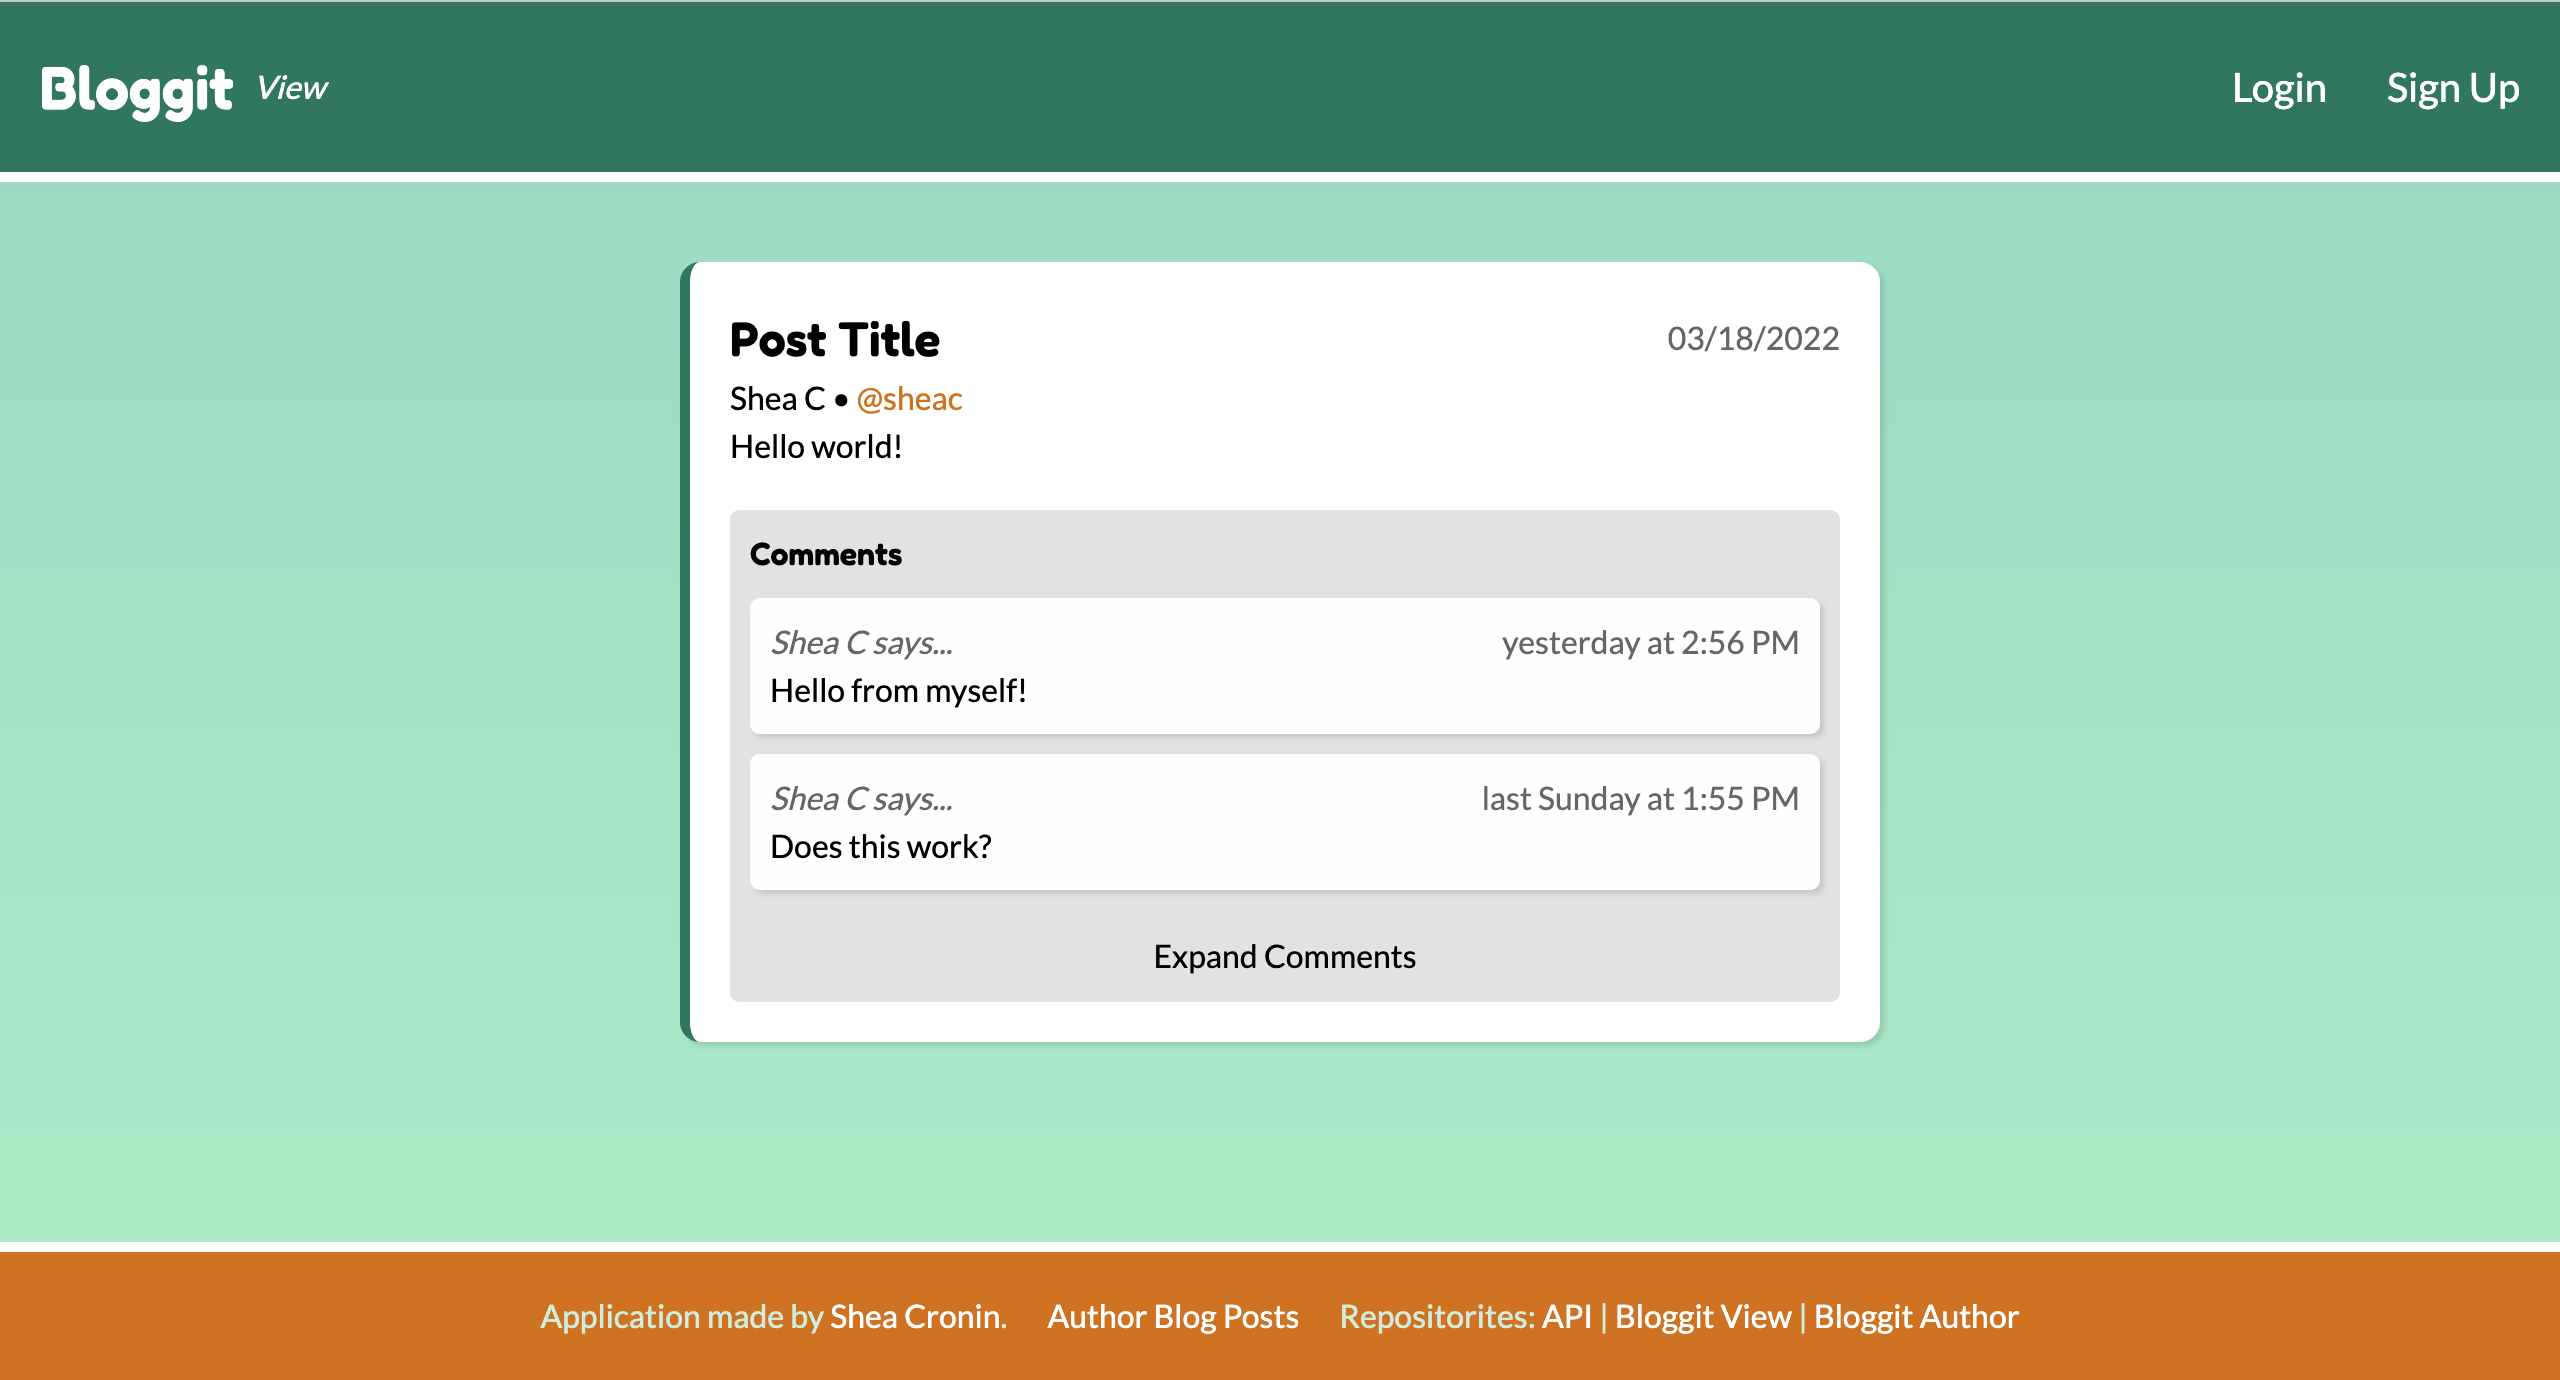 Bloggit View Login Sign Up
Post Title 03/18/2022
Shea C • @sheac
Hello world!
Comments
Shea C says... yesterday at 2:56 PM
Hello from myself!
Shea C says... last Sunday at 1:55 PM
Does this work?
Expand Comments
Application made by Shea Cronin. Author Blog Posts Repositorites: API | Bloggit View | Bloggit Author